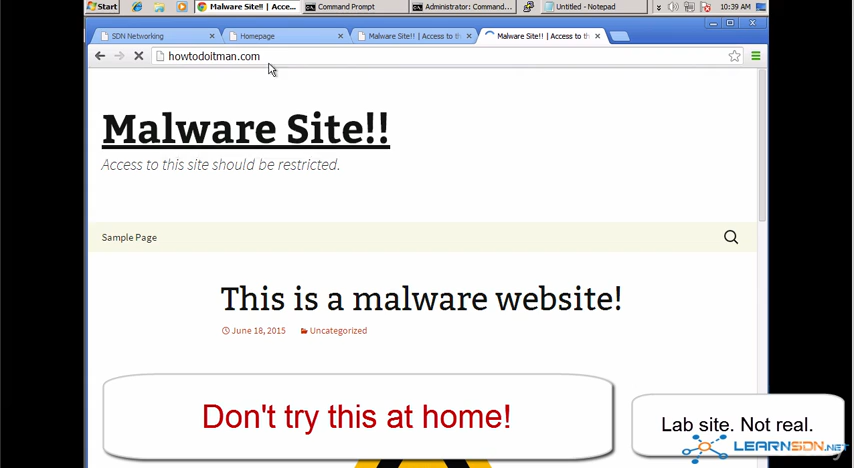 Start
Malware Site!! | Acce...
Command Prompt
Administrator: Command...
Untitled - Notepad
10:39 AM
SDN Networking
Homepage
Malware Site!! | Access to th
Malware Site!! | Access to th
howtodoitman.com
Malware Site!!
Access to this site should be restricted.
Sample Page
This is a malware website!
June 18, 2015
Uncategorized
Don't try this at home!
Lab site. Not real.
LEARNSDN.NET